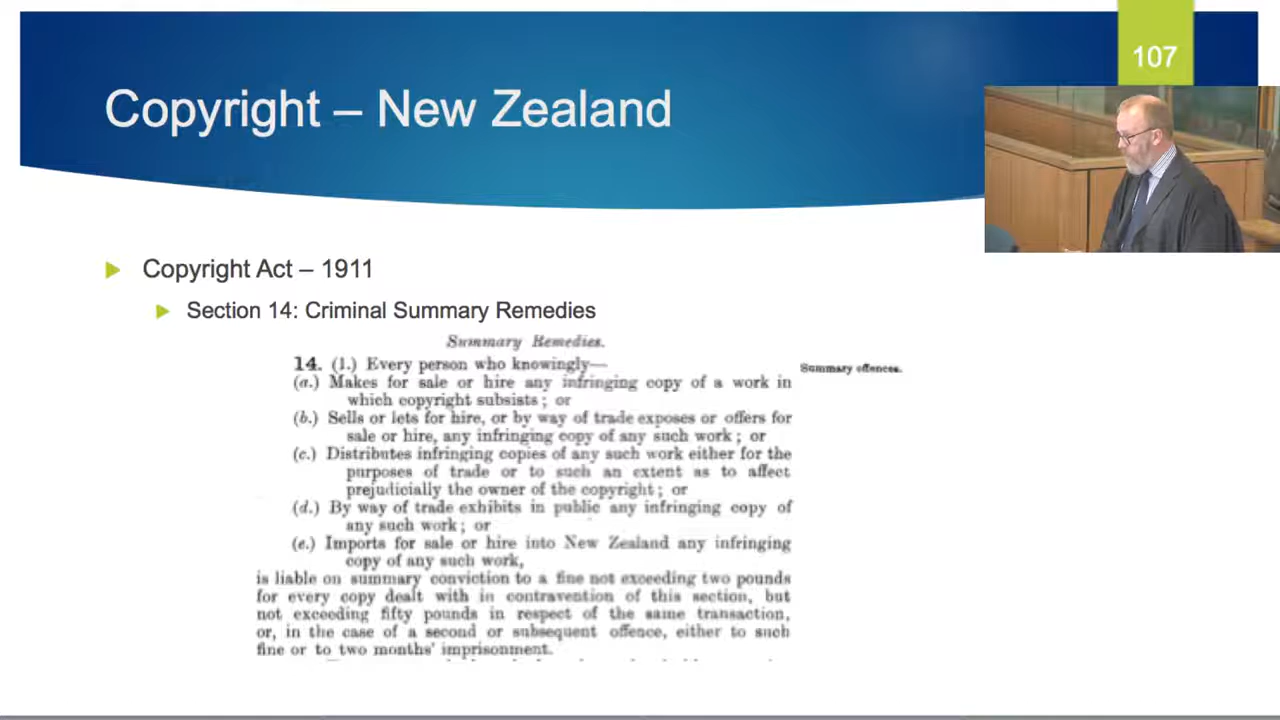 107
Copyright – New Zealand
Copyright Act – 1911
Section 14: Criminal Summary Remedies
Summary Remedies.
14. (1.) Every person who knowingly—
Summary offences.
(a.) Makes for sale or hire any infringing copy of a work in
which copyright subsists; or
(b.) Sells or lets for hire, or by way of trade exposes or offers for
sale or hire, any infringing copy of any such work; or
(c.) Distributes infringing copies of any such work either for the
purposes of trade or to such an extent as to affect
prejudicially the owner of the copyright; or
(d.) By way of trade exhibits in public any infringing copy of
any such work; or
(e.) Imports for sale or hire into New Zealand any infringing
copy of any such work,
is liable on summary conviction to a fine not exceeding two pounds
for every copy dealt with in contravention of this section, but
not exceeding fifty pounds in respect of the same transaction,
or, in the case of a second or subsequent offence, either to such
fine or to two months' imprisonment.